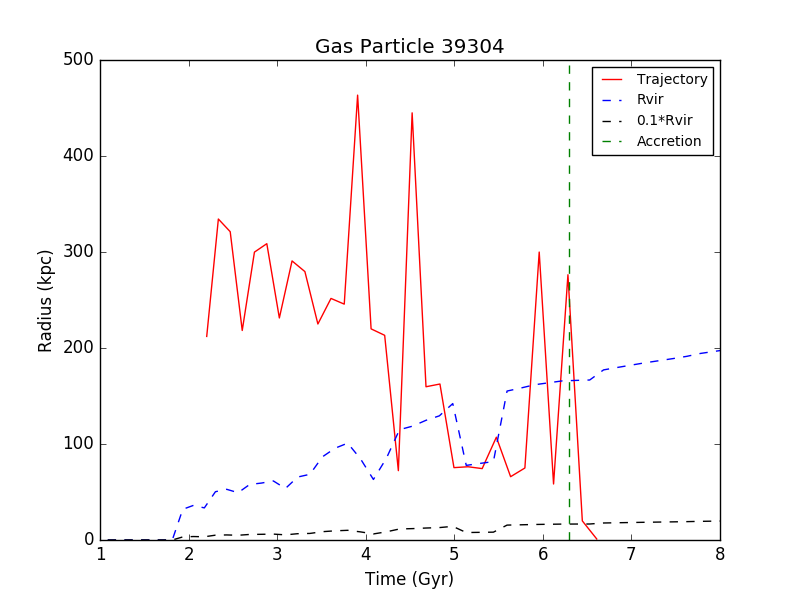 Gas Particle 39304
Trajectory
Rvir
0.1*Rvir
Accretion
500
400
300
200
100
0
Radius (kpc)
1 2 3 4 5 6 7 8
Time (Gyr)